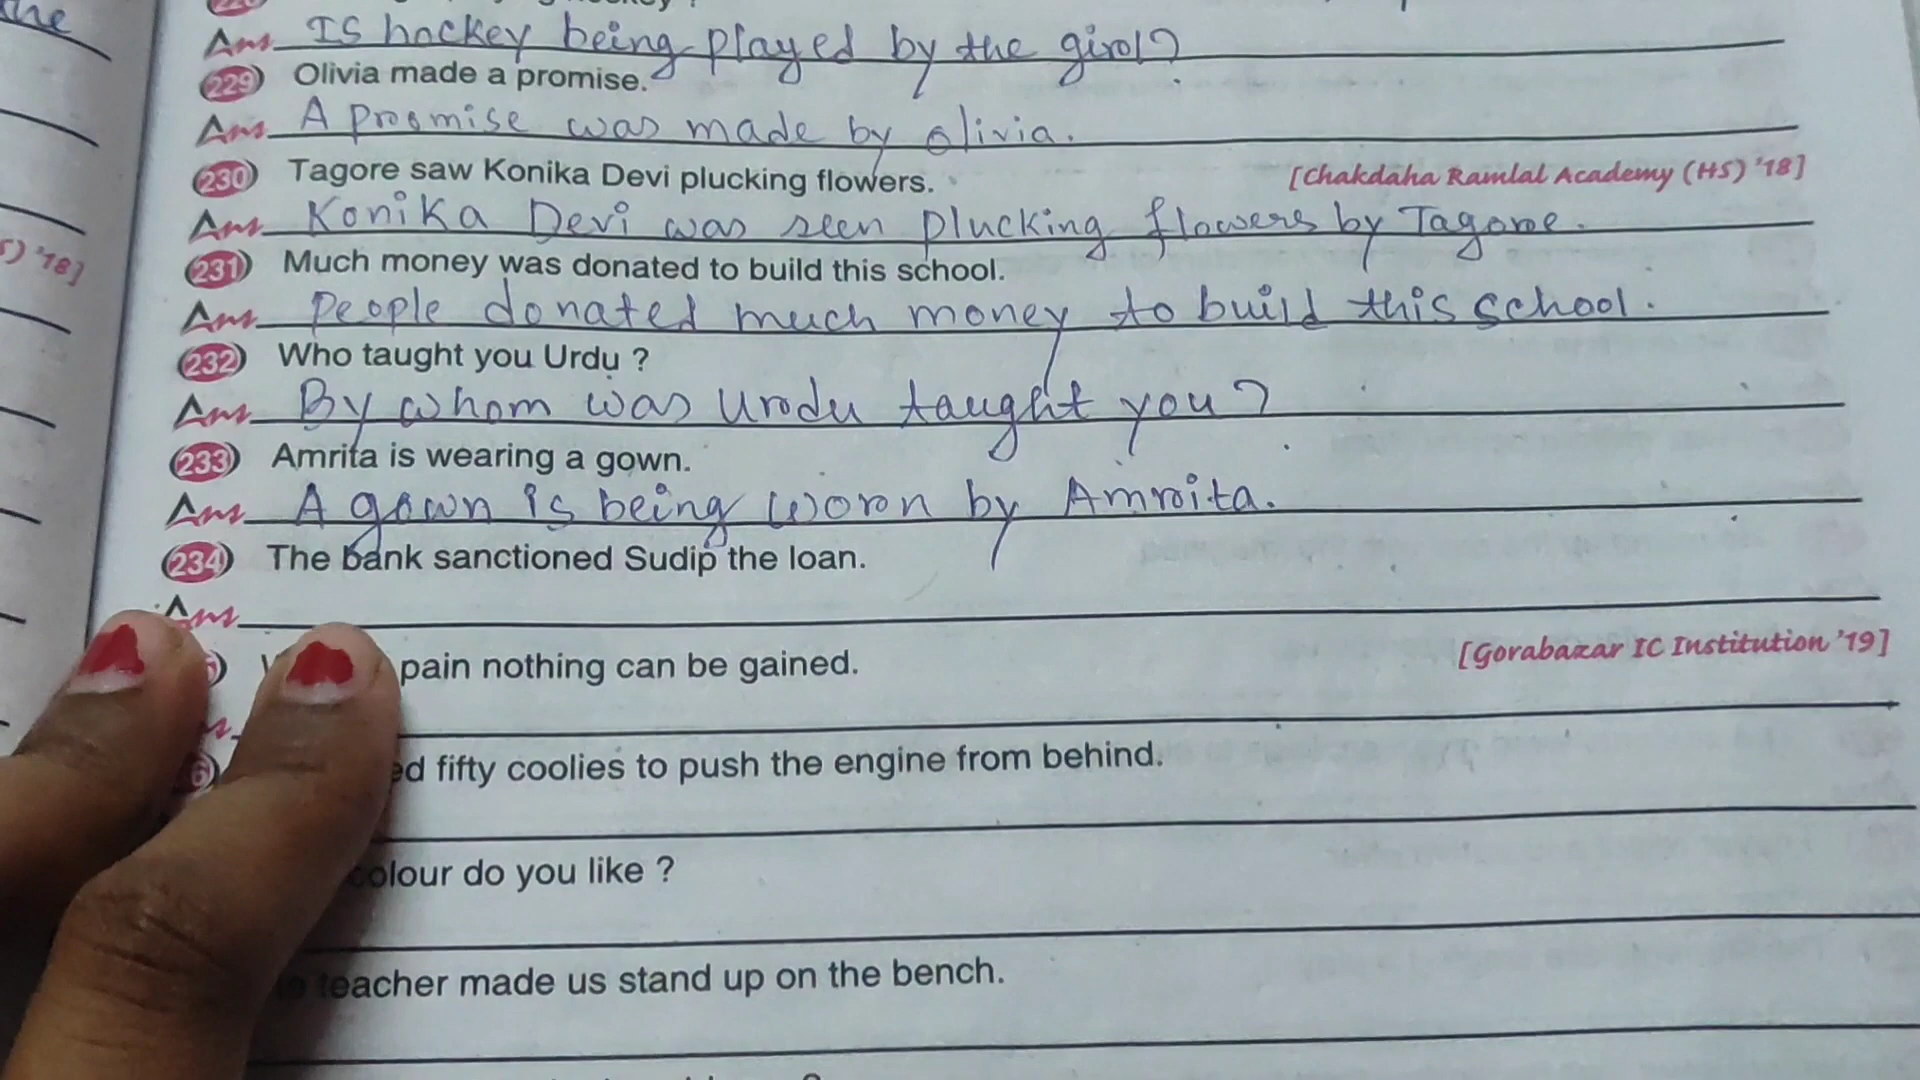 the
Ans Is hockey being played by the girl?
229 Olivia made a promise.
Ans A promise was made by olivia.
230 Tagore saw Konika Devi plucking flowers. [Chakdaha Ramlal Academy (HS) '18]
Ans Konika Devi was seen plucking flowers by Tagore.
'18]
231 Much money was donated to build this school.
Ans People donated much money to build this school.
232 Who taught you Urdu ?
Ans By whom was Urdu taught you?
233 Amrita is wearing a gown.
Ans A gown is being worn by Amrita.
234 The bank sanctioned Sudip the loan.
Ans
pain nothing can be gained. [Gorabazar IC Institution '19]
fifty coolies to push the engine from behind.
colour do you like ?
teacher made us stand up on the bench.